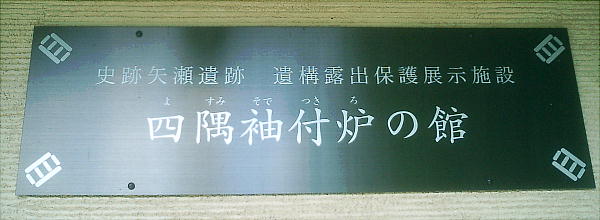 史跡矢瀬遺跡　遺構露出保護展示施設
よ すみ そで つき ろ
四隅袖付炉の館